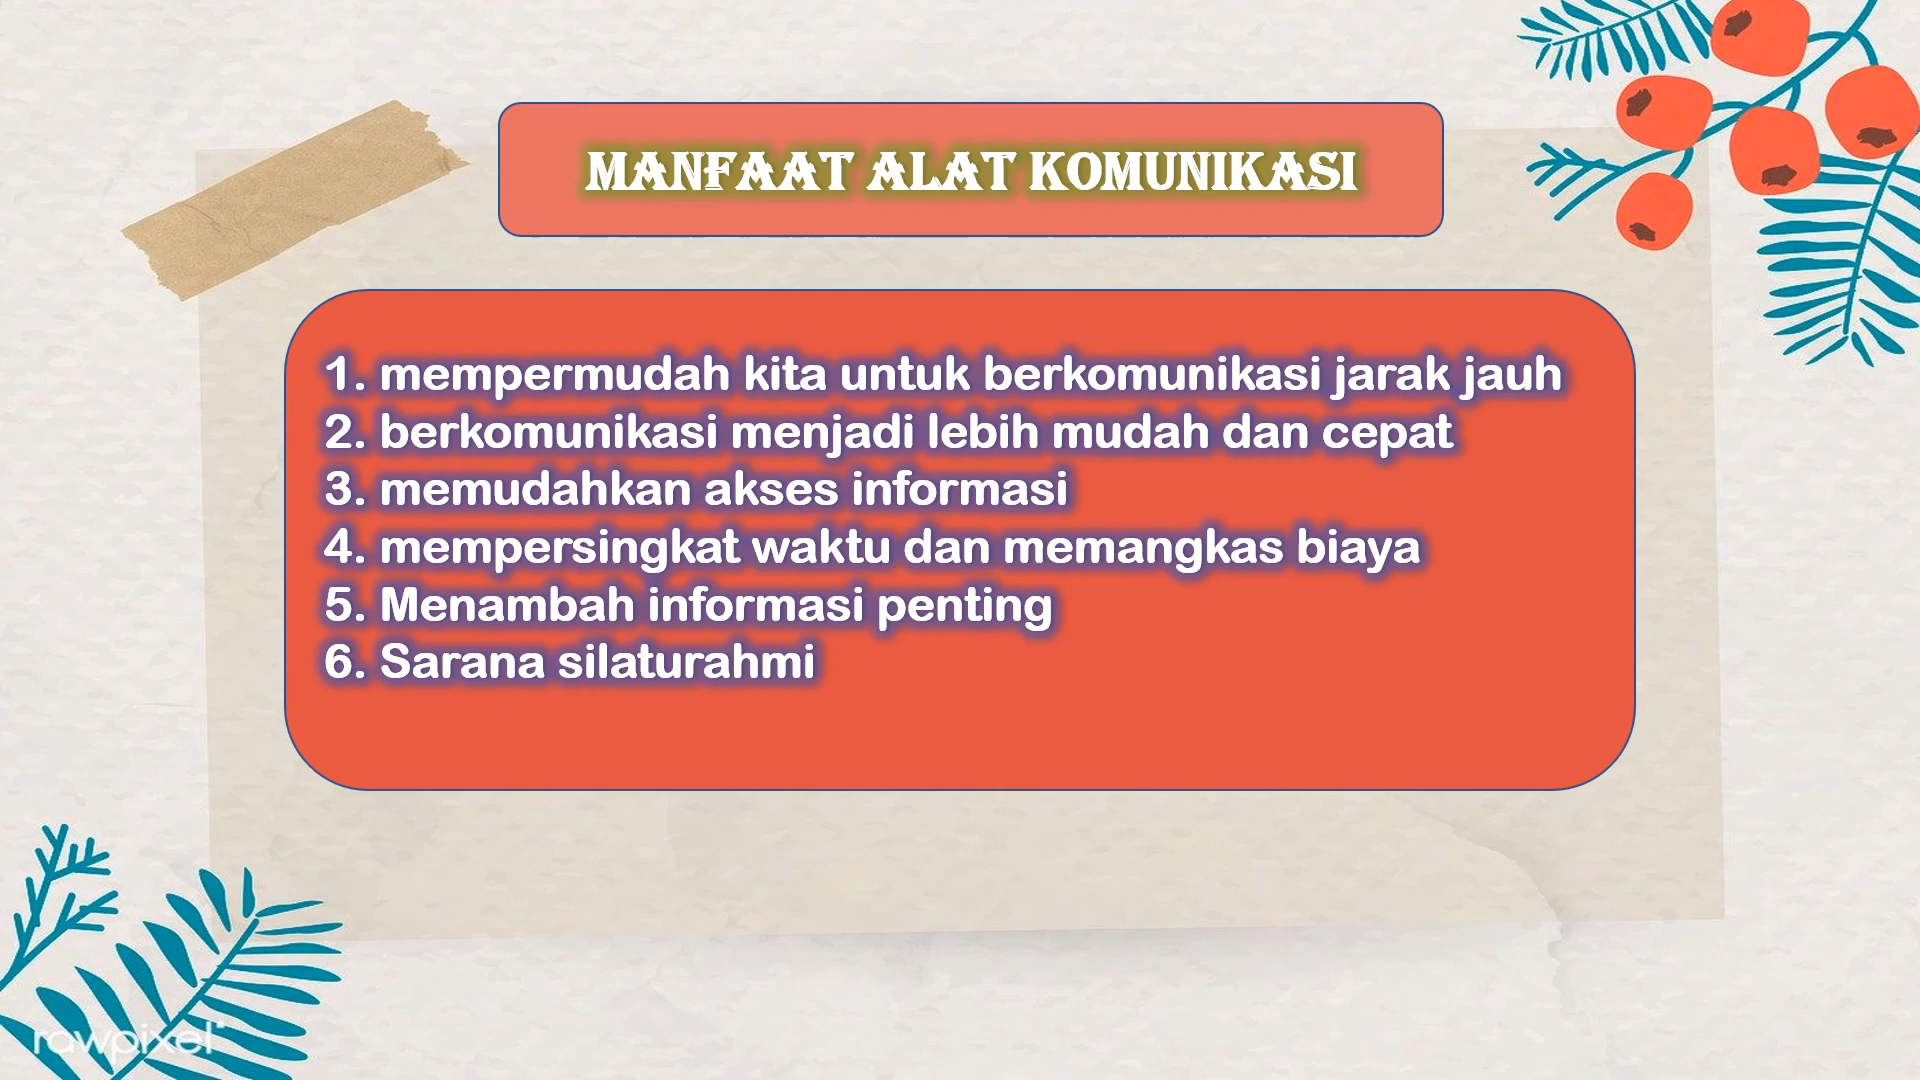 MANFAAT ALAT KOMUNIKASI
1. mempermudah kita untuk berkomunikasi jarak jauh
2. berkomunikasi menjadi lebih mudah dan cepat
3. memudahkan akses informasi
4. mempersingkat waktu dan memangkas biaya
5. Menambah informasi penting
6. Sarana silaturahmi
rawpixel